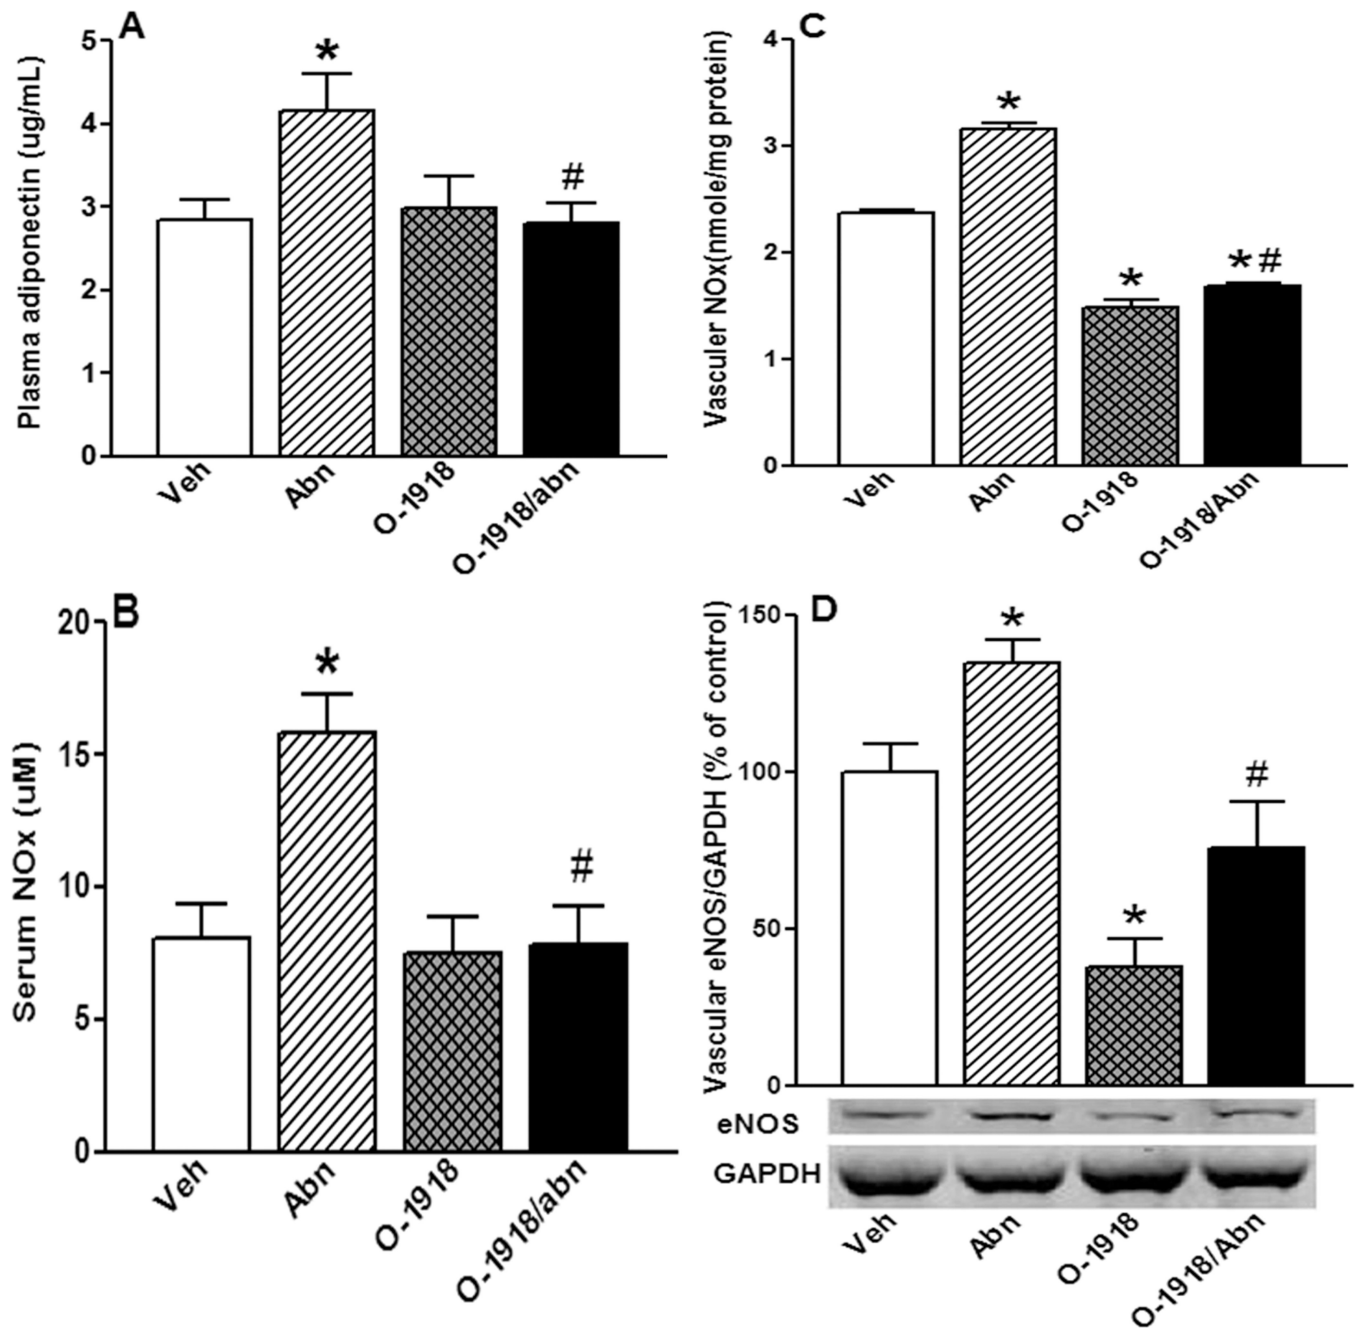 A
Plasma adiponectin (ug/mL)
5
4
3
2
1
0
*
#
Veh
Abn
O-1918
O-1918/abn
C
Vasculer NOx(nmole/mg protein)
4
3
2
1
0
*
*
*#
Veh
Abn
O-1918
O-1918/Abn
B
Serum NOx (uM)
20
15
10
5
0
*
#
Veh
Abn
O-1918
O-1918/abn
D
Vascular eNOS/GAPDH (% of control)
150
100
50
0
*
*
#
eNOS
GAPDH
Veh
Abn
O-1918
O-1918/Abn